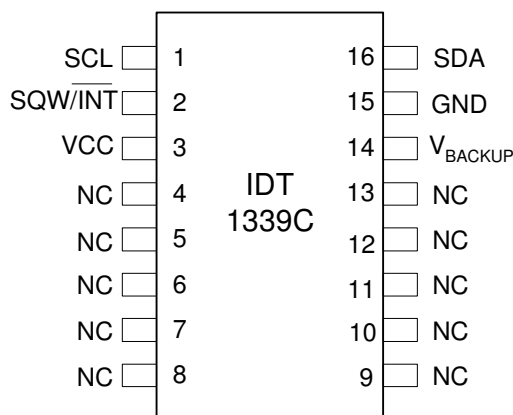 SCL 1 16 SDA
SQW/INT 2 15 GND
VCC 3 14 VBACKUP
NC 4 13 NC
IDT
1339C
NC 5 12 NC
NC 6 11 NC
NC 7 10 NC
NC 8 9 NC